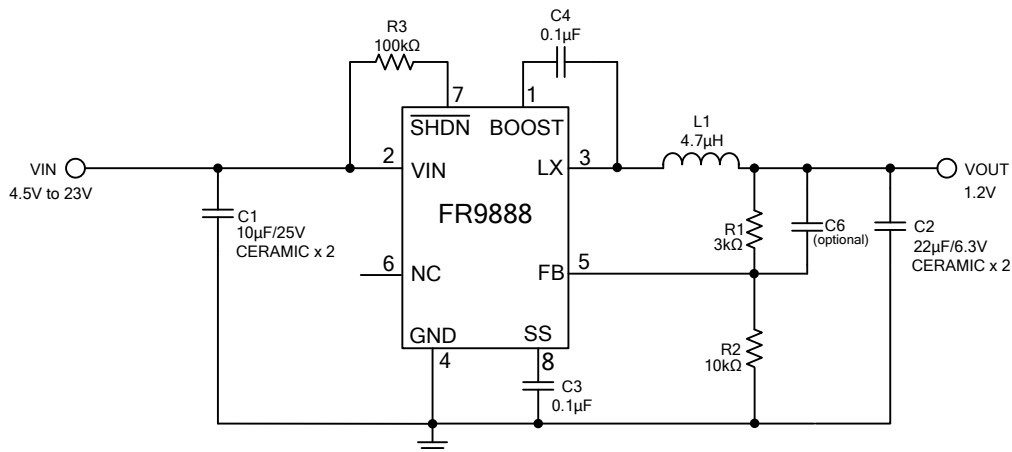 C4
0.1µF
R3
100kΩ
7
1
SHDN
BOOST
L1
4.7µH
VIN
4.5V to 23V
2
VIN
LX
3
VOUT
1.2V
FR9888
C1
10µF/25V
CERAMIC x 2
R1
3kΩ
C6
(optional)
C2
22µF/6.3V
CERAMIC x 2
6
NC
FB
5
GND
SS
4
8
R2
10kΩ
C3
0.1µF